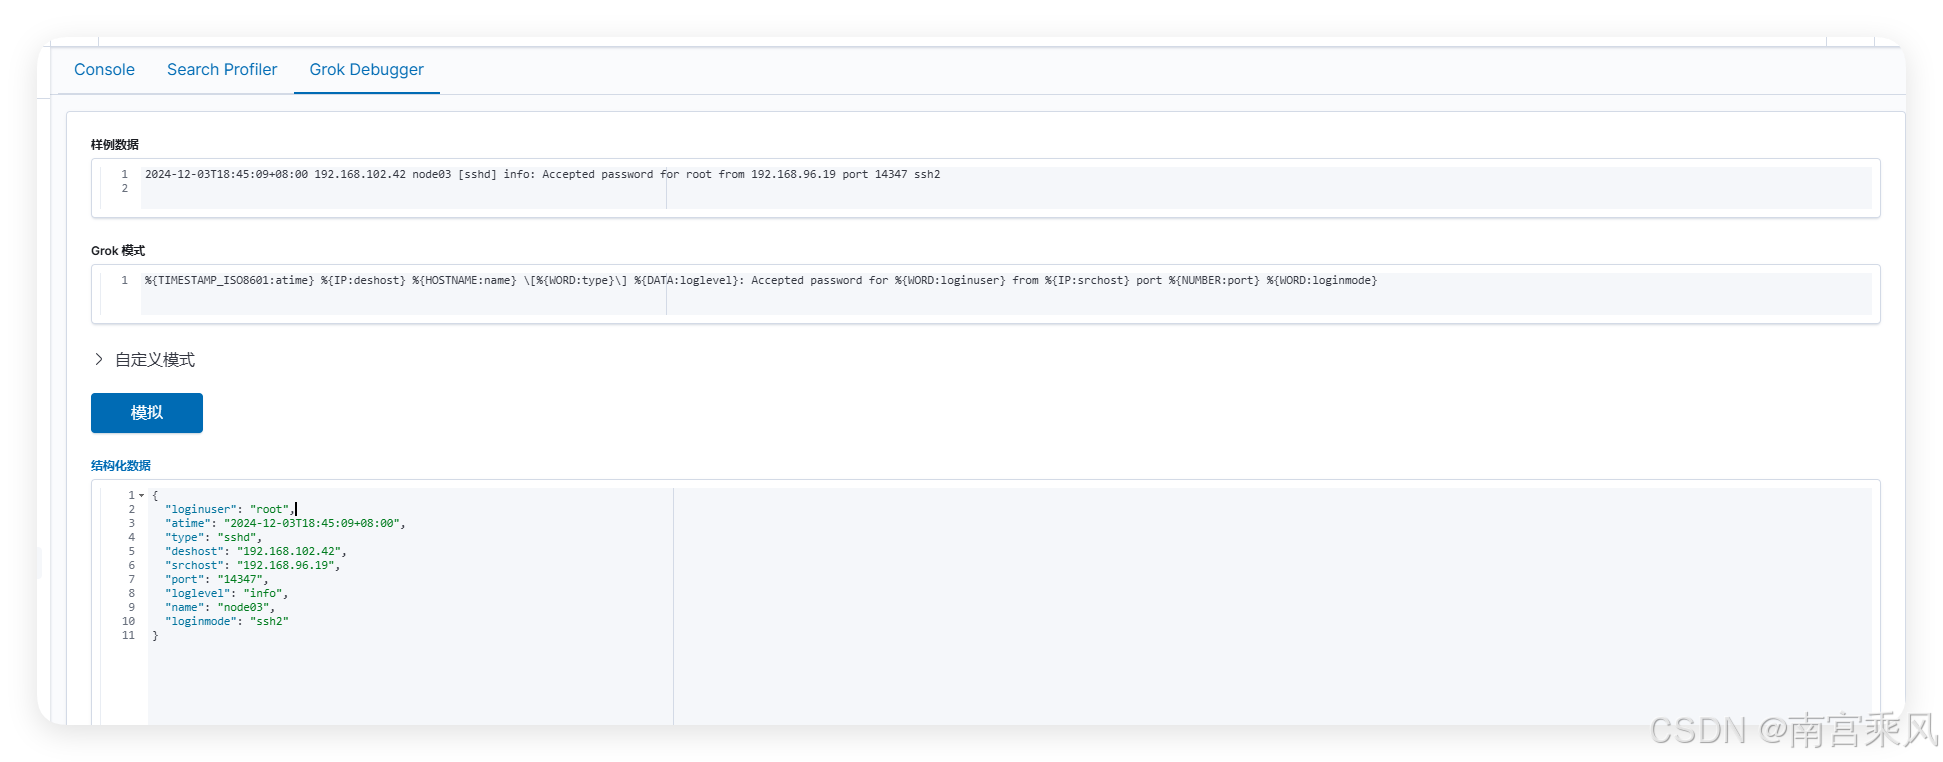 Console Search Profiler Grok Debugger
样例数据
1 2024-12-03T18:45:09+08:00 192.168.102.42 node03 [sshd] info: Accepted password for root from 192.168.96.19 port 14347 ssh2
2
Grok 模式
1 %{TIMESTAMP_ISO8601:atime} %{IP:deshost} %{HOSTNAME:name} \[%{WORD:type}\] %{DATA:loglevel}: Accepted password for %{WORD:loginuser} from %{IP:srchost} port %{NUMBER:port} %{WORD:loginmode}
自定义模式
模拟
结构化数据
1 {
2 "loginuser": "root",
3 "atime": "2024-12-03T18:45:09+08:00",
4 "type": "sshd",
5 "deshost": "192.168.102.42",
6 "srchost": "192.168.96.19",
7 "port": "14347",
8 "loglevel": "info",
9 "name": "node03",
10 "loginmode": "ssh2"
11 }
CSDN @南宫乘风